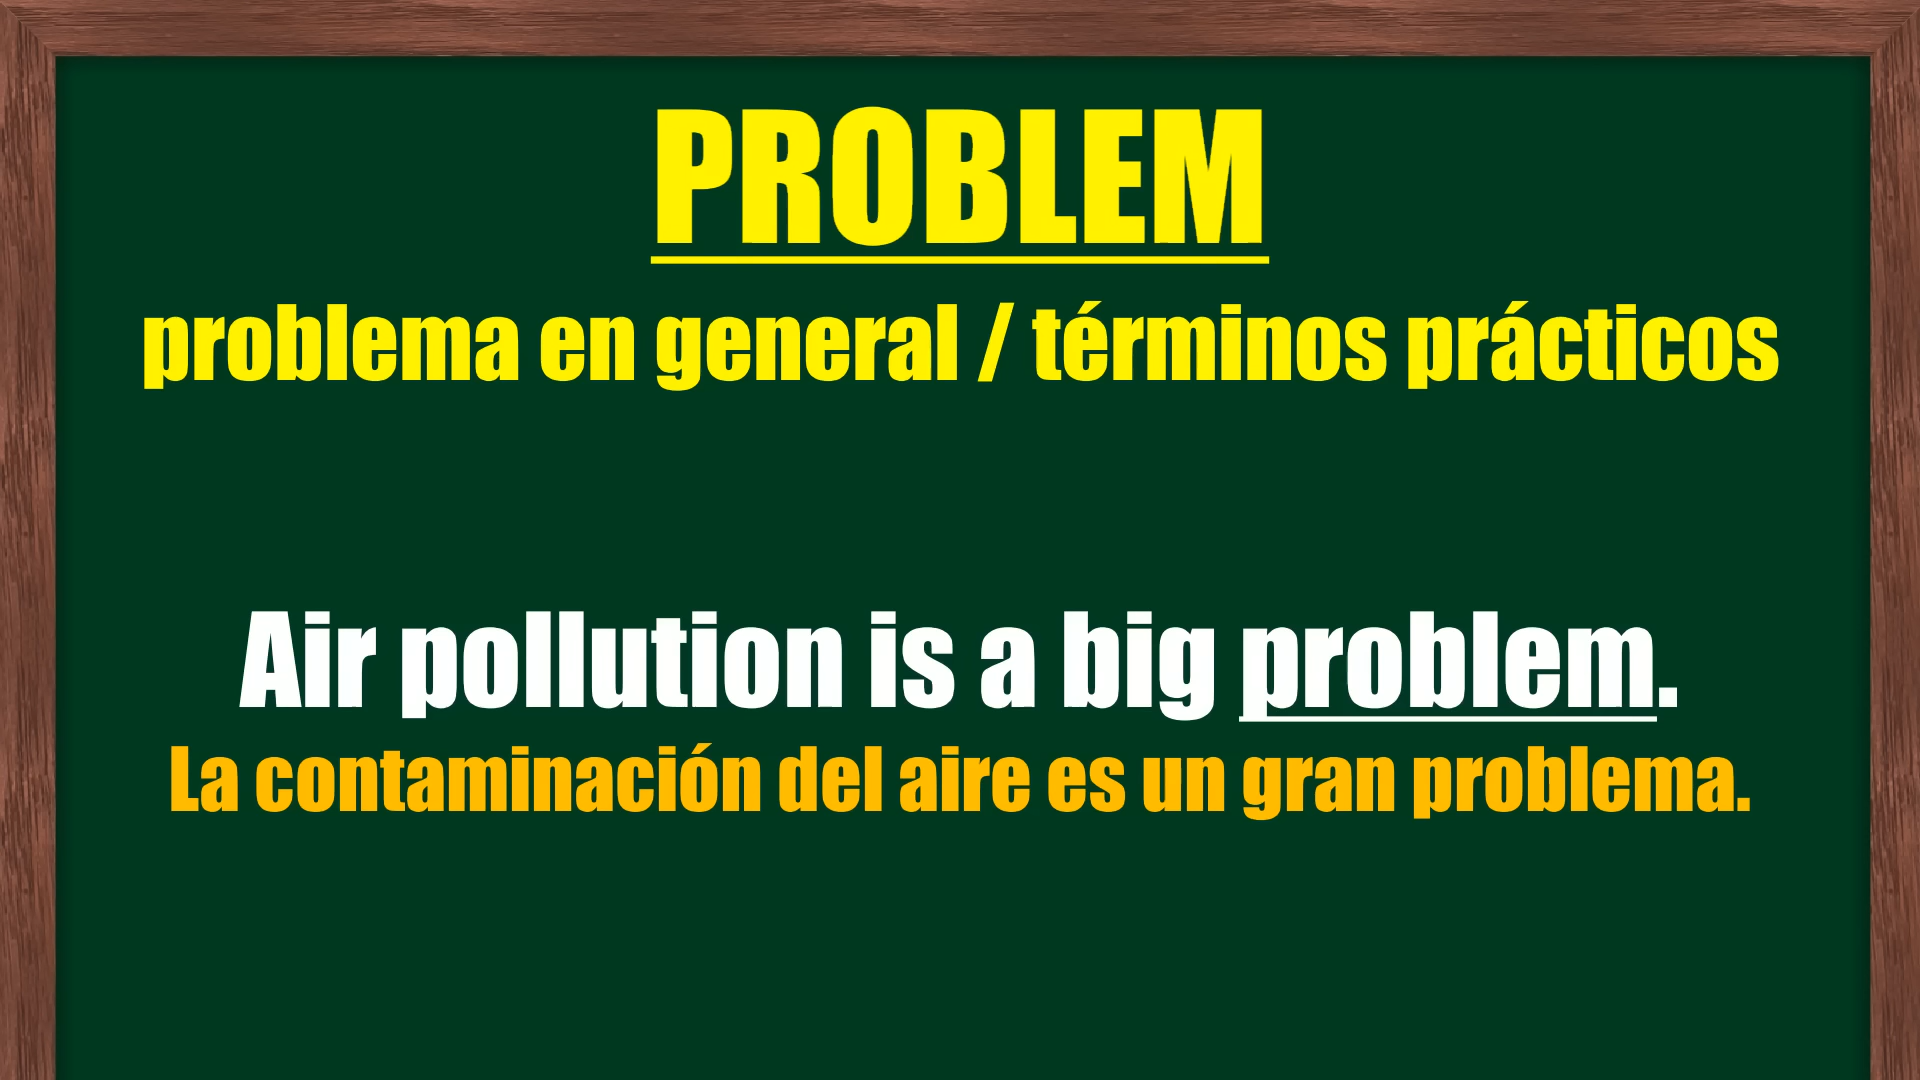 PROBLEM
problema en general / términos prácticos
Air pollution is a big problem.
La contaminación del aire es un gran problema.